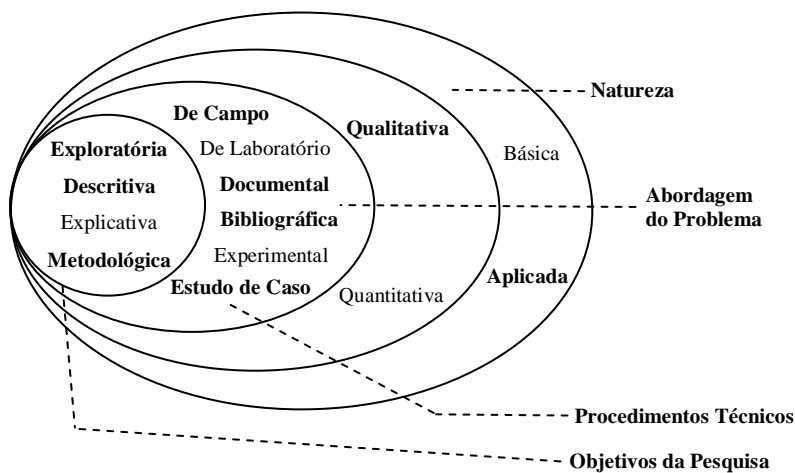 Natureza
De Campo
Qualitativa
De Laboratório
Exploratória
Básica
Descritiva
Documental
Abordagem
do Problema
Explicativa
Bibliográfica
Metodológica
Experimental
Aplicada
Estudo de Caso
Quantitativa
Procedimentos Técnicos
Objetivos da Pesquisa